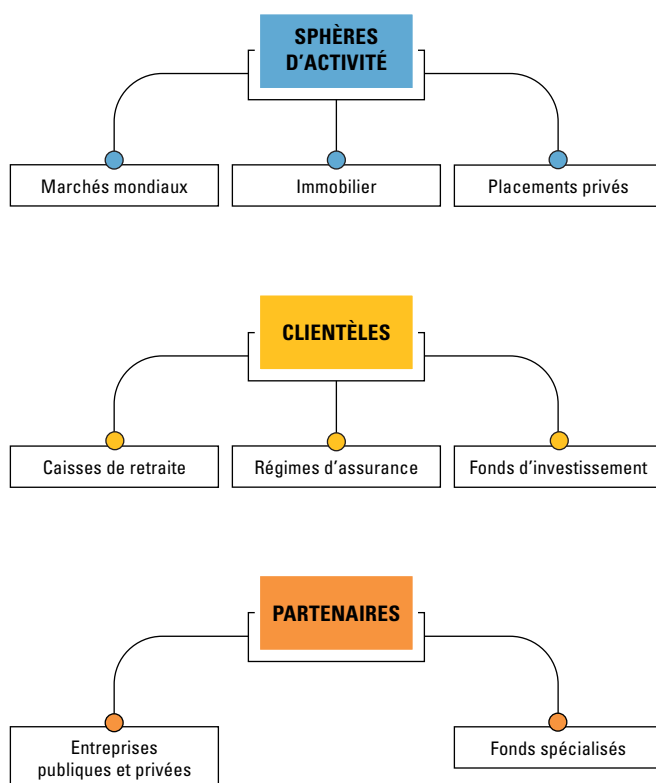 SPHÈRES
D'ACTIVITÉ
Marchés mondiaux
Immobilier
Placements privés
CLIENTÈLES
Caisses de retraite
Régimes d’assurance
Fonds d’investissement
PARTENAIRES
Entreprises
publiques et privées
Fonds spécialisés